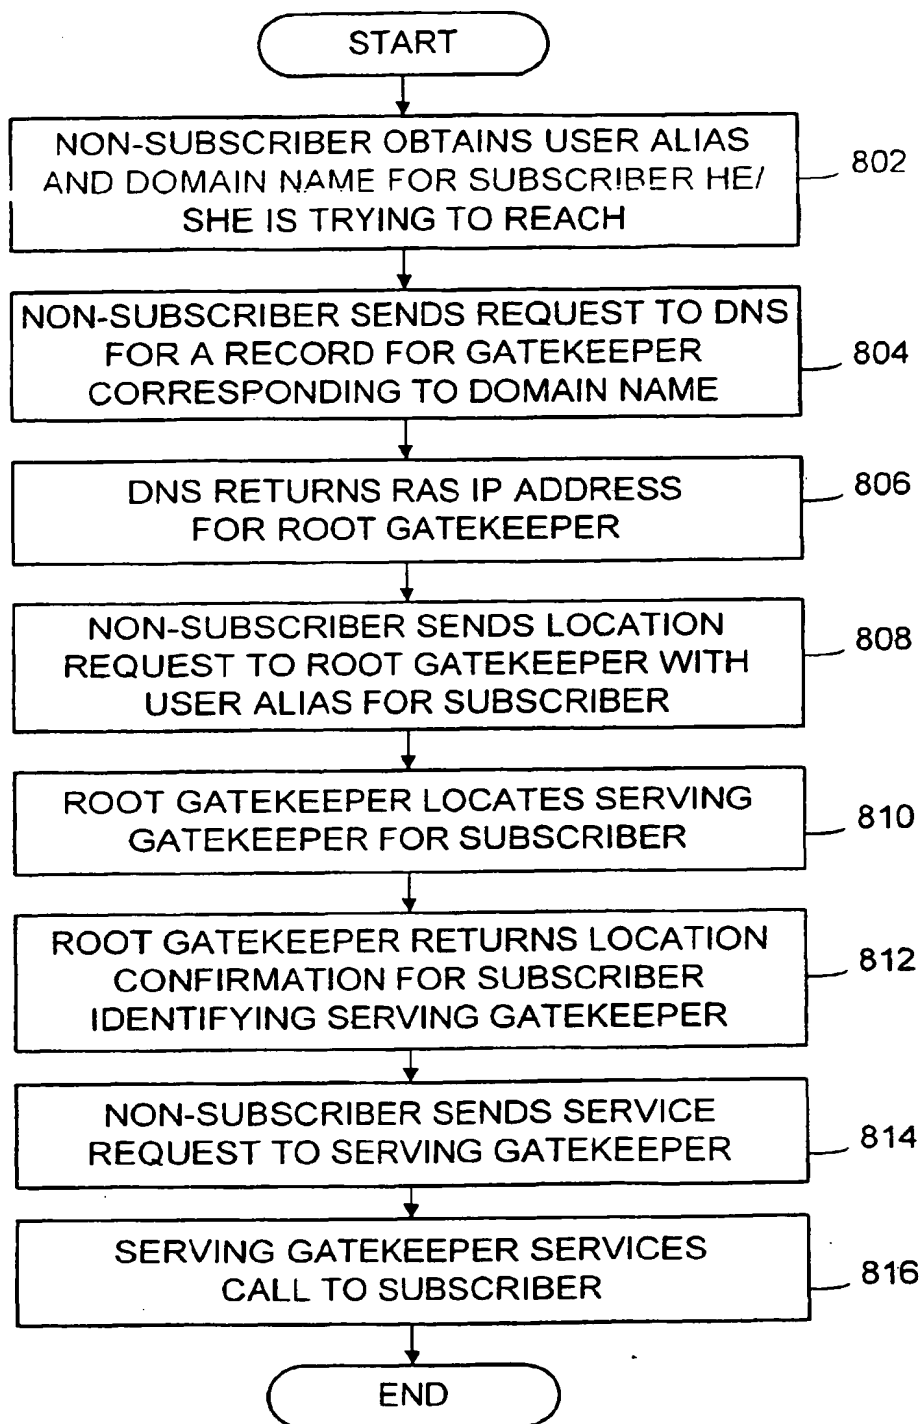 START
NON-SUBSCRIBER OBTAINS USER ALIAS
AND DOMAIN NAME FOR SUBSCRIBER HE/
SHE IS TRYING TO REACH
802
NON-SUBSCRIBER SENDS REQUEST TO DNS
FOR A RECORD FOR GATEKEEPER
CORRESPONDING TO DOMAIN NAME
804
DNS RETURNS RAS IP ADDRESS
FOR ROOT GATEKEEPER
806
NON-SUBSCRIBER SENDS LOCATION
REQUEST TO ROOT GATEKEEPER WITH
USER ALIAS FOR SUBSCRIBER
808
ROOT GATEKEEPER LOCATES SERVING
GATEKEEPER FOR SUBSCRIBER
810
ROOT GATEKEEPER RETURNS LOCATION
CONFIRMATION FOR SUBSCRIBER
IDENTIFYING SERVING GATEKEEPER
812
NON-SUBSCRIBER SENDS SERVICE
REQUEST TO SERVING GATEKEEPER
814
SERVING GATEKEEPER SERVICES
CALL TO SUBSCRIBER
816
END